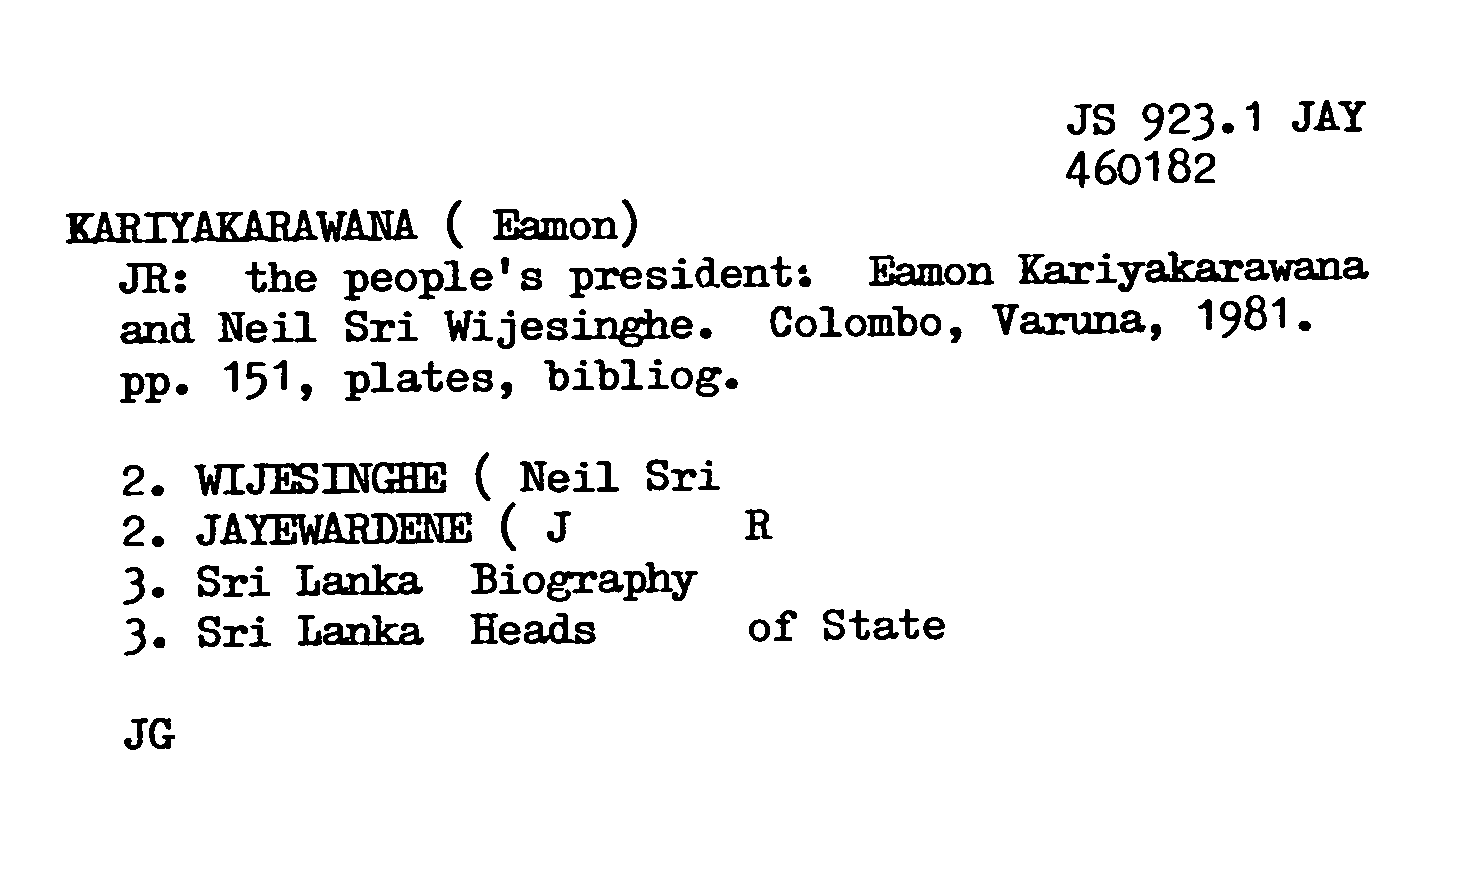 JS 923.1 JAY
460182
KARIYAKARAWANA ( Eamon)
JR: the people's president: Eamon Kariyakarawana
and Neil Sri Wijesinghe. Colombo, Varuna, 1981.
pp. 151, plates, bibliog.
2. WIJESINGHE ( Neil Sri
2. JAYEWARDENE ( J R
3. Sri Lanka Biography
3. Sri Lanka Heads of State
JG